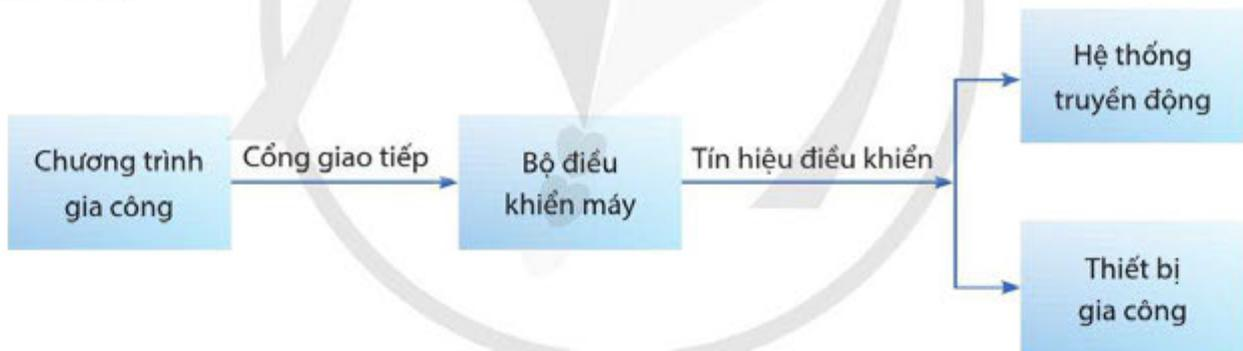 Hệ thống
truyền động
Chương trình
gia công
Cổng giao tiếp
Bộ điều
khiển máy
Tín hiệu điều khiển
Thiết bị
gia công